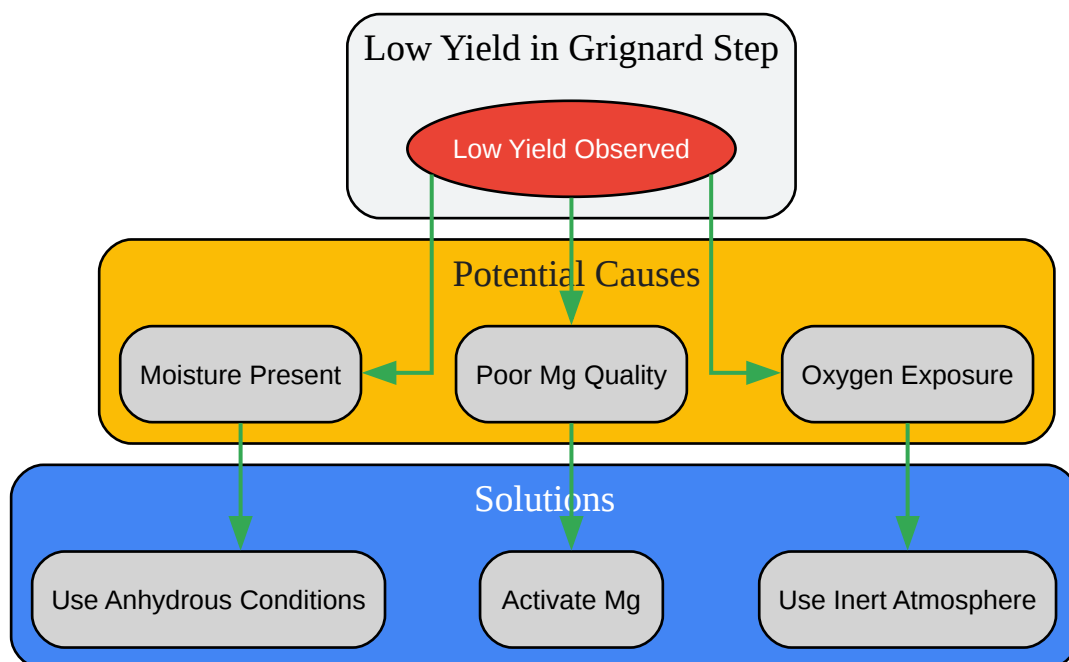 Low Yield in Grignard Step
Low Yield Observed
Potential Causes
Moisture Present
Poor Mg Quality
Oxygen Exposure
Solutions
Use Anhydrous Conditions
Activate Mg
Use Inert Atmosphere